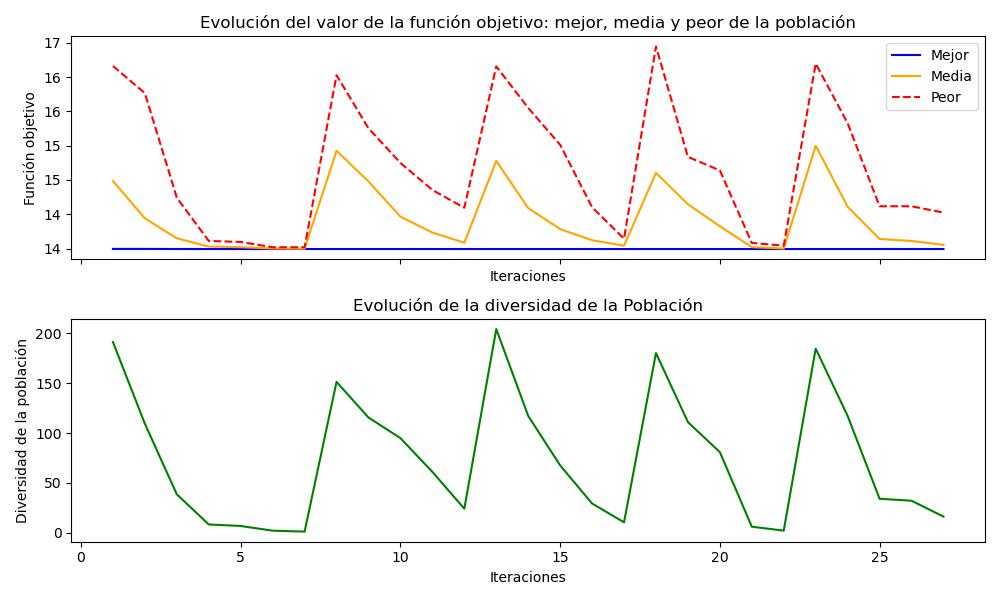 Evolución del valor de la función objetivo: mejor, media y peor de la población
Función objetivo
17
16
16
15
15
14
14
Mejor
Media
Peor
Iteraciones
Evolución de la diversidad de la Población
Diversidad de la población
200
150
100
50
0
0 5 10 15 20 25
Iteraciones